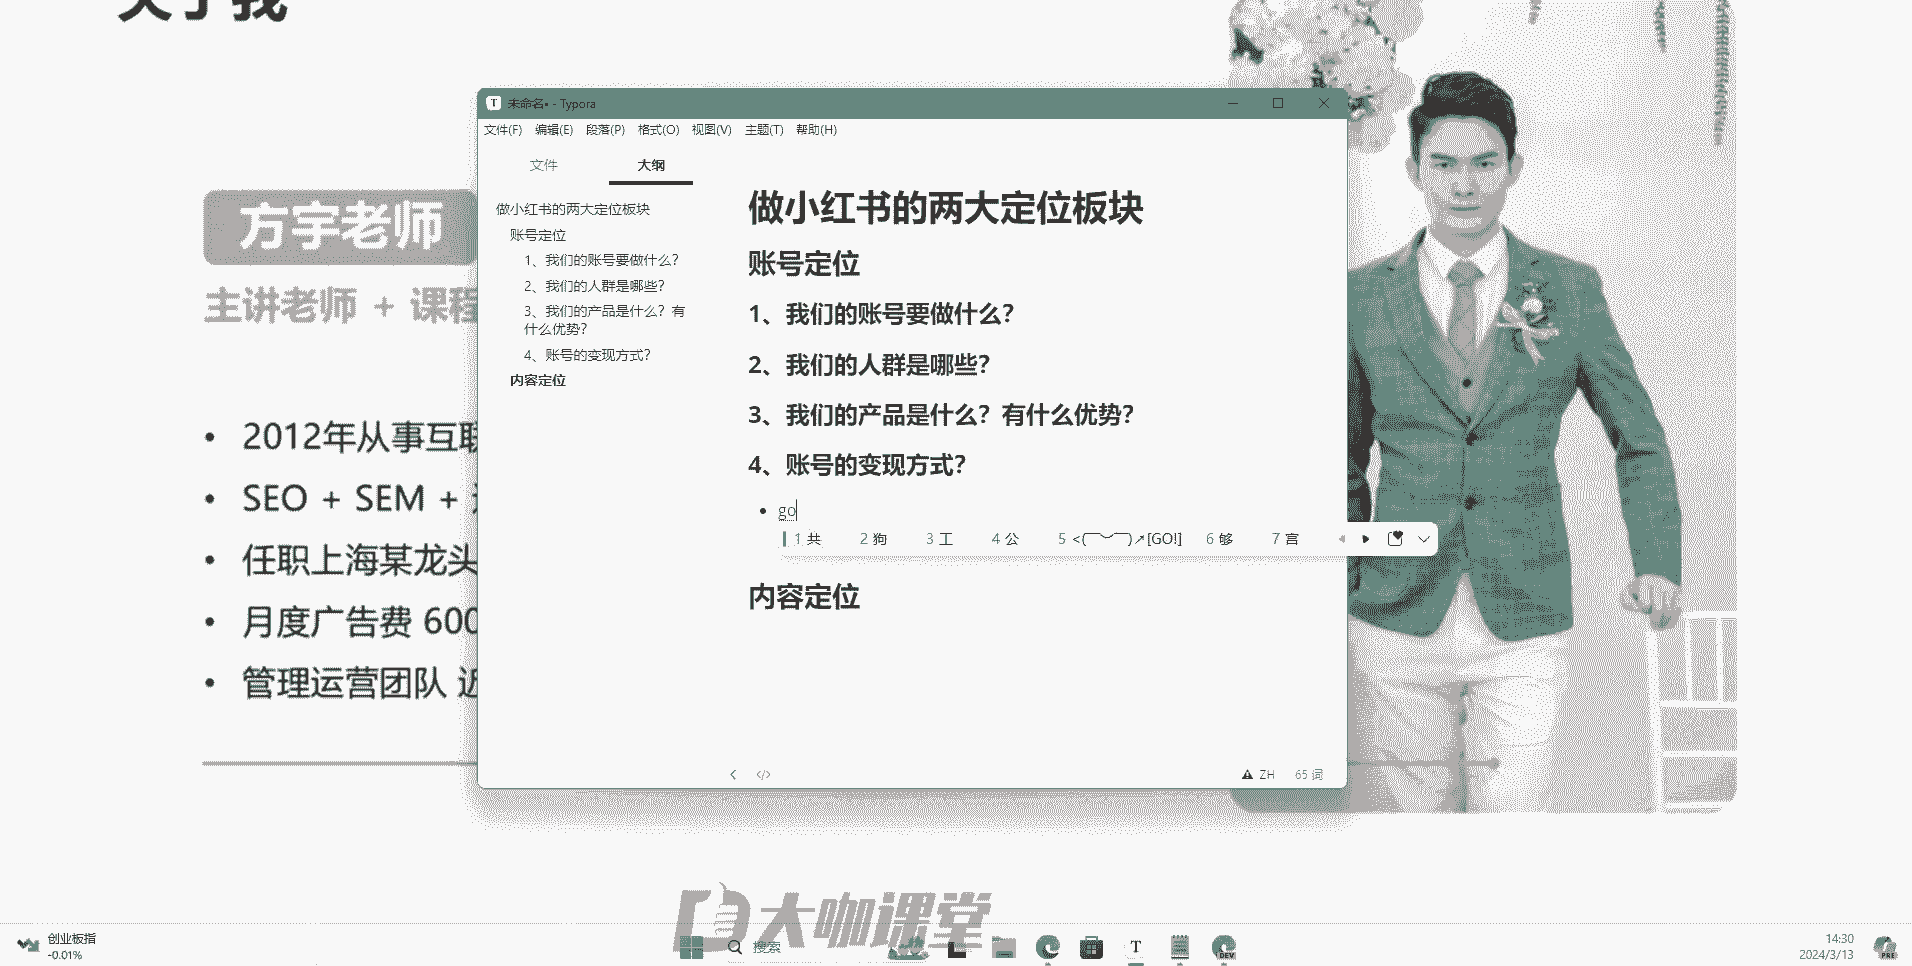 关于我
方宇老师
主讲老师 + 课程
2012年从事互联
SEO + SEM +
任职上海某龙头
月度广告费 600
管理运营团队 近
未命名• - Typora
文件(F) 编辑(E) 段落(P) 格式(O) 视图(V) 主题(T) 帮助(H)
文件 大纲
做小红书的两大定位板块
账号定位
1、我们的账号要做什么？
2、我们的人群是哪些？
3、我们的产品是什么？有
什么优势？
4、账号的变现方式？
内容定位
做小红书的两大定位板块
账号定位
1、我们的账号要做什么？
2、我们的人群是哪些？
3、我们的产品是什么？有什么优势？
4、账号的变现方式？
go
1 共 2 狗 3 工 4 公 5 <(￣︶￣)↗[GO!] 6 够 7 宫
内容定位
</> ZH 65 词
大咖课堂
创业板指
-0.01%
搜索
DEV
14:30
2024/3/13
PRE